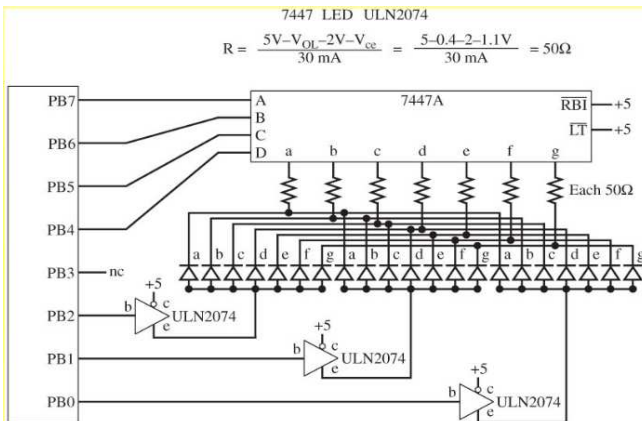 7447 LED ULN2074
R = 5V–V_OL–2V–V_ce / 30 mA = 5–0.4–2–1.1V / 30 mA = 50Ω
PB7 A 7447A RBI +5
B
PB6 C LT +5
D a b c d e f g
PB5
Each 50Ω
PB4
a b c d e f g a b c d e f g a b c d e f g
PB3 nc
+5
c
PB2 b ULN2074
e
+5
c
PB1 b ULN2074
e
+5
c
PB0 b ULN2074
e